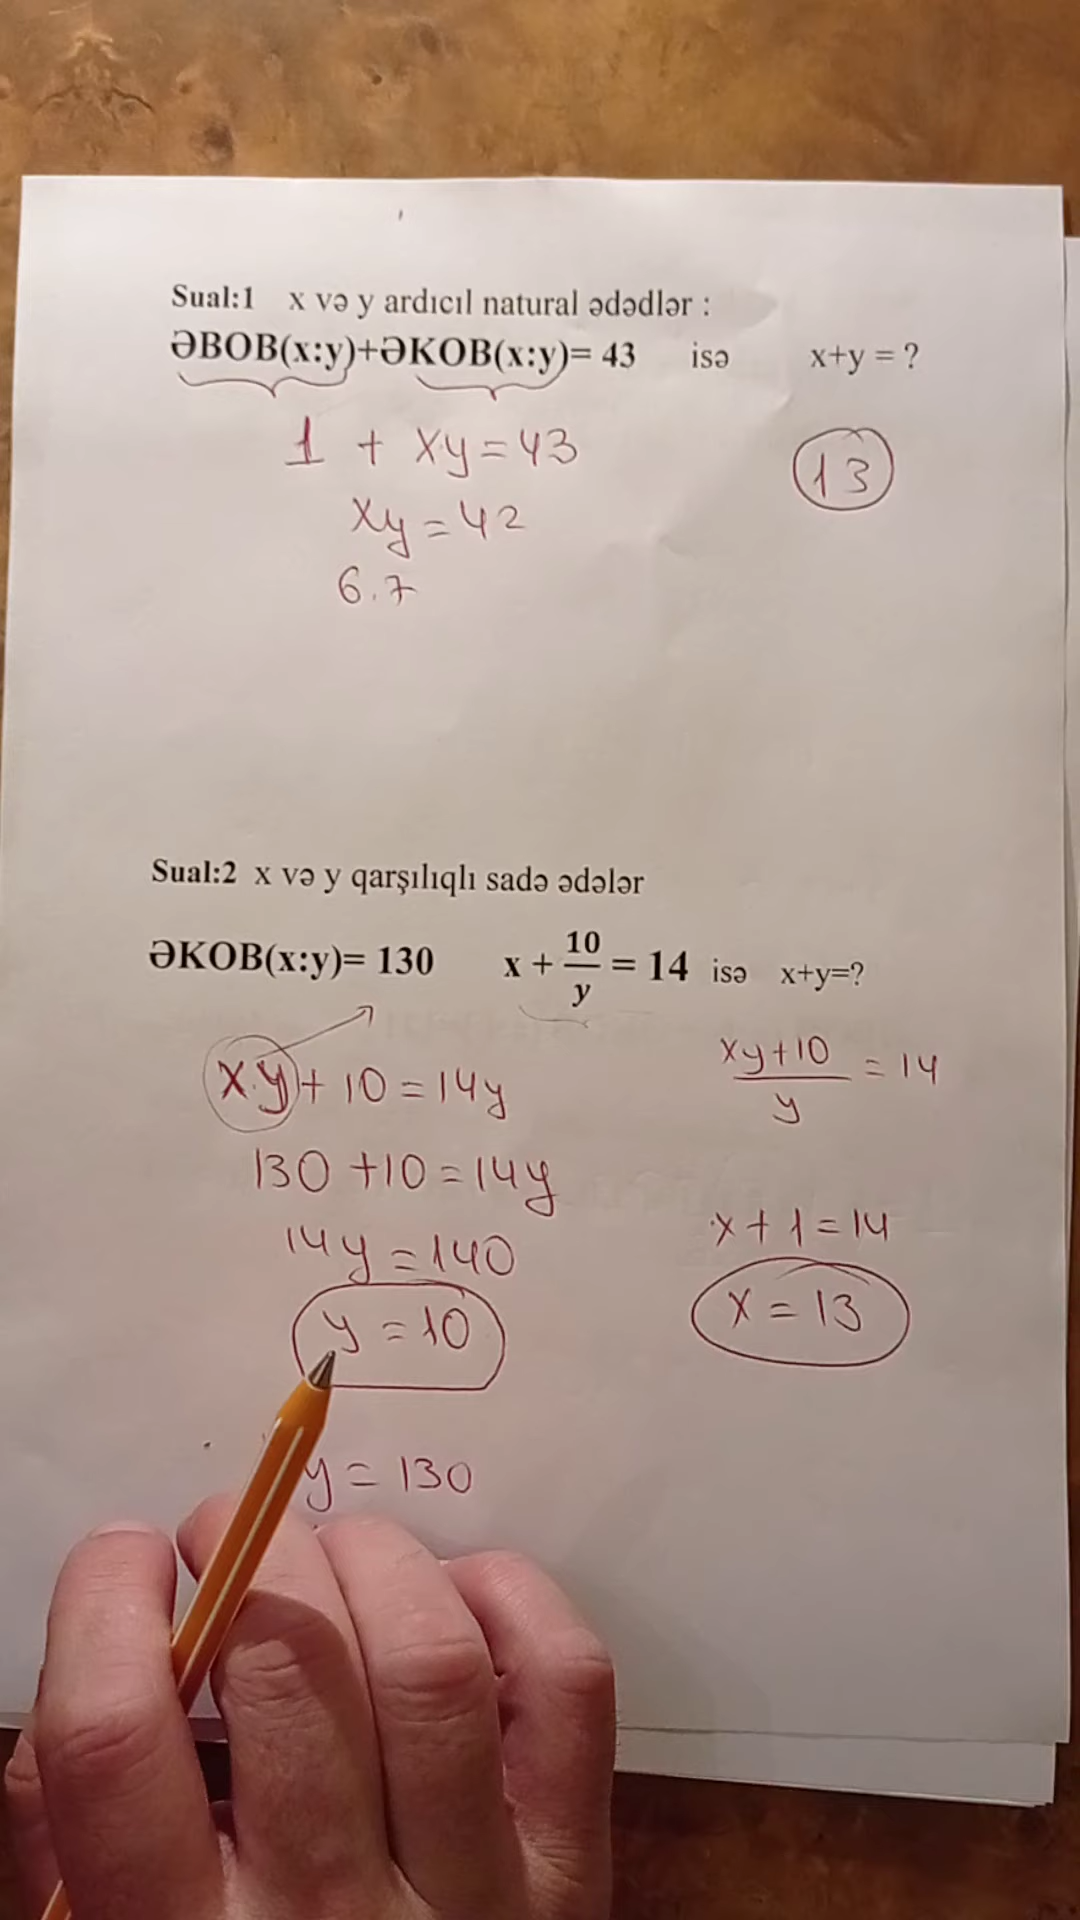 Sual:1 x və y ardıcıl natural ədədlər :
ƏBOB(x:y)+ƏKOB(x:y)= 43 isə x+y = ?
1 + xy = 43
13
xy = 42
6.7
Sual:2 x və y qarşılıqlı sadə ədələr
ƏKOB(x:y)= 130 x + 10/y = 14 isə x+y=?
x.y + 10 = 14y
xy+10/y = 14
130 + 10 = 14y
x + 1 = 14
14y = 140
x = 13
y = 10
y = 130